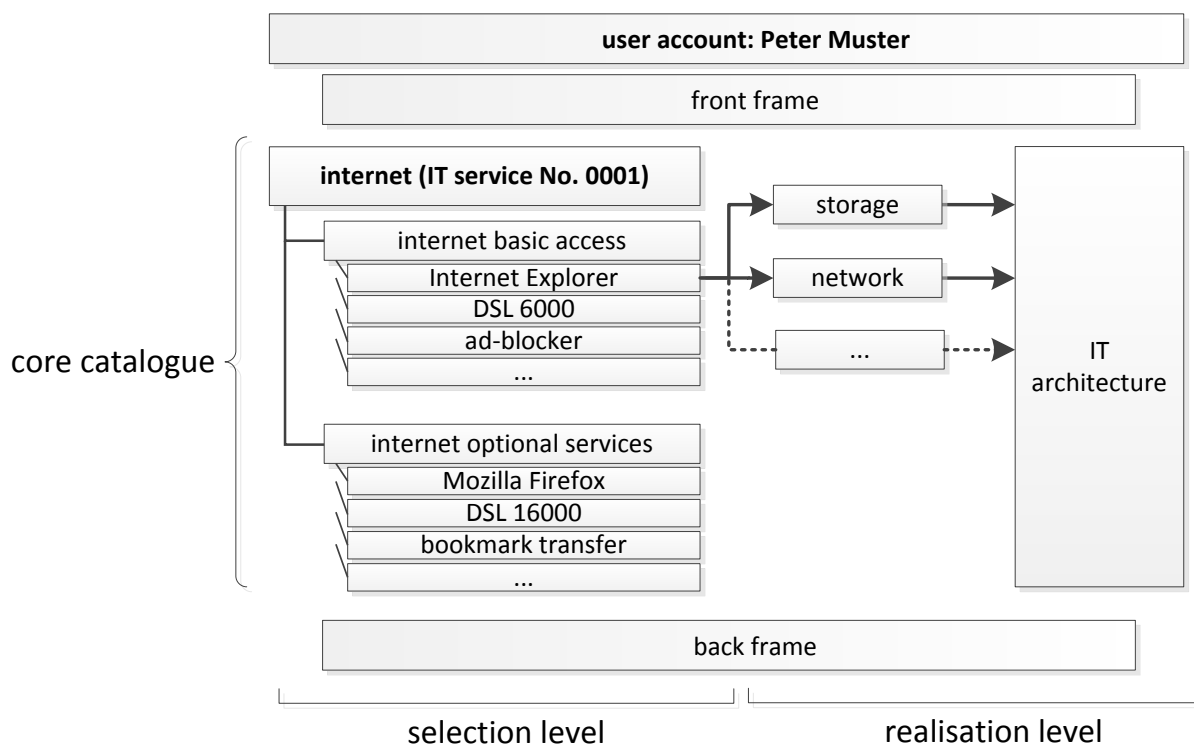 user account: Peter Muster
front frame
core catalogue
internet (IT service No. 0001)
internet basic access
Internet Explorer
DSL 6000
ad-blocker
...
internet optional services
Mozilla Firefox
DSL 16000
bookmark transfer
...
storage
network
...
IT
architecture
back frame
selection level
realisation level